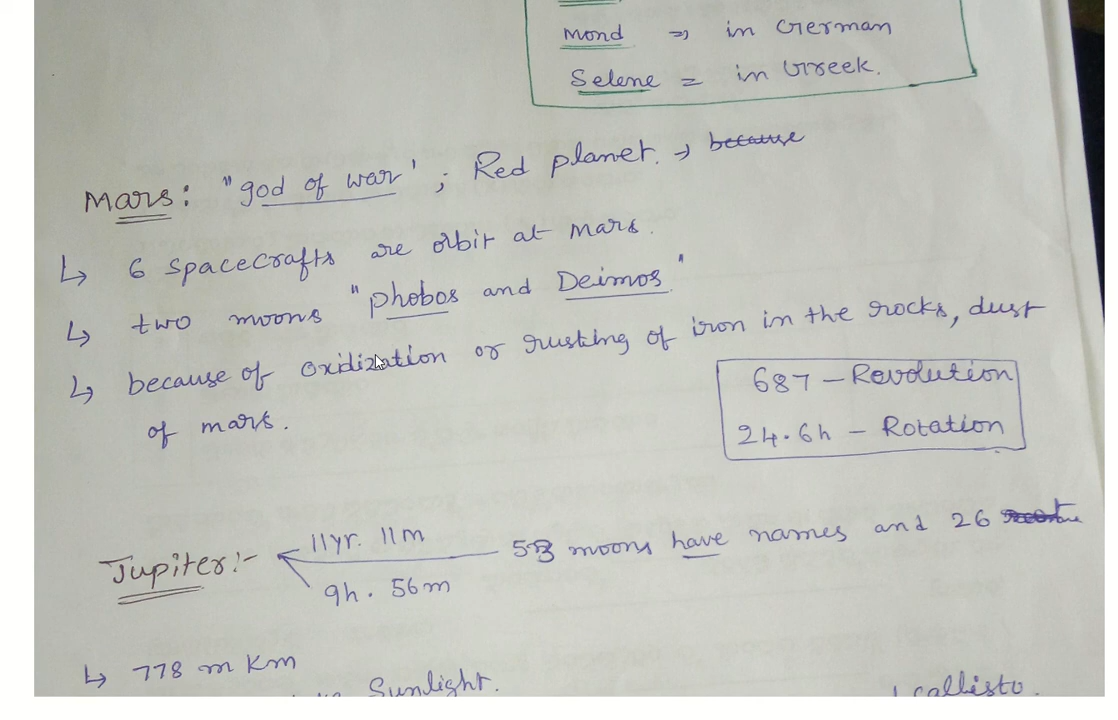 Mond => in German
Selene = in Greek.
Mars: "god of war' ; Red planet. → because
↳ 6 spacecrafts are orbit at mars.
↳ two moons "phobos and Deimos"
↳ because of oxidization or rusting of iron in the rocks, dust
of mars.
687 - Revolution
24.6h - Rotation
Jupiter:- 11yr. 11m
53 moons have names and 26
9h. 56m
↳ 778 m Km
Sunlight.
callisto.